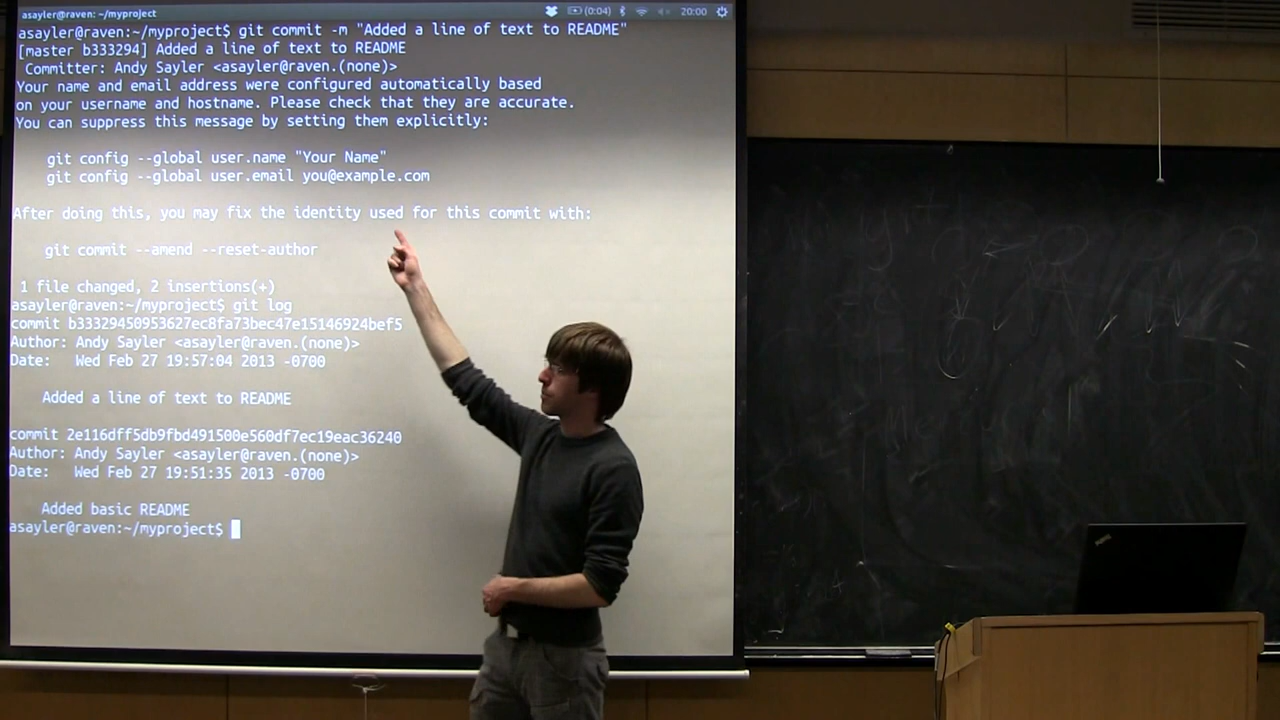 asayler@raven: ~/myproject
(0:04)
20:00
asayler@raven:~/myproject$ git commit -m "Added a line of text to README"
[master b333294] Added a line of text to README
Committer: Andy Sayler <asayler@raven.(none)>
Your name and email address were configured automatically based
on your username and hostname. Please check that they are accurate.
You can suppress this message by setting them explicitly:
git config --global user.name "Your Name"
git config --global user.email you@example.com
After doing this, you may fix the identity used for this commit with:
git commit --amend --reset-author
1 file changed, 2 insertions(+)
asayler@raven:~/myproject$ git log
commit b33329450953627ec8fa73bec47e15146924bef5
Author: Andy Sayler <asayler@raven.(none)>
Date: Wed Feb 27 19:57:04 2013 -0700
Added a line of text to README
commit 2e116dff5db9fbd491500e560df7ec19eac36240
Author: Andy Sayler <asayler@raven.(none)>
Date: Wed Feb 27 19:51:35 2013 -0700
Added basic README
asayler@raven:~/myproject$